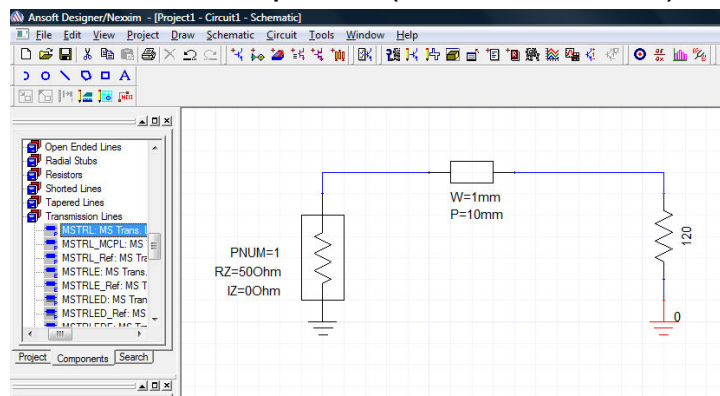 Ansoft Designer/Nexxim - [Project1 - Circuit1 - Schematic]
File Edit View Project Draw Schematic Circuit Tools Window Help
Open Ended Lines
Radial Stubs
Resistors
Shorted Lines
Tapered Lines
Transmission Lines
MSTRL: MS Trans.
MSTRL_MCPL: MS
MSTRL_Ref: MS Tra
MSTRLE: MS Trans.
MSTRLE_Ref: MS T
MSTRLED: MS Tran
MSTRLED_Ref: MS
Project Components Search
W=1mm
P=10mm
PNUM=1
RZ=50Ohm
IZ=0Ohm
120
0